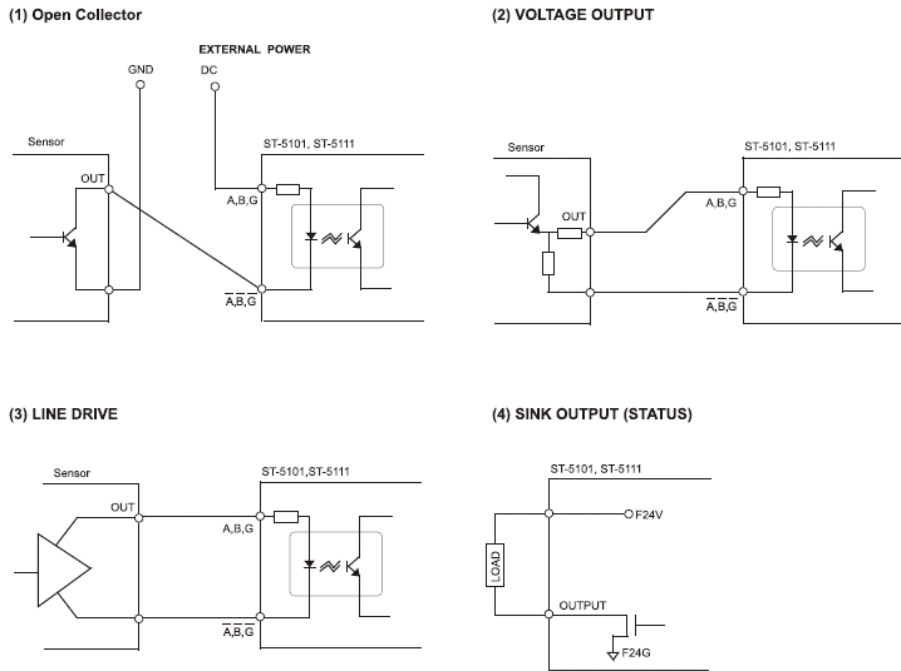 (1) Open Collector
EXTERNAL POWER
GND
DC
Sensor
ST-5101, ST-5111
OUT
A,B,G
A̅,B̅,G̅
(2) VOLTAGE OUTPUT
Sensor
ST-5101, ST-5111
OUT
A,B,G
A̅,B̅,G̅
(3) LINE DRIVE
Sensor
ST-5101,ST-5111
OUT
A,B,G
A̅,B̅,G̅
(4) SINK OUTPUT (STATUS)
ST-5101, ST-5111
F24V
LOAD
OUTPUT
F24G